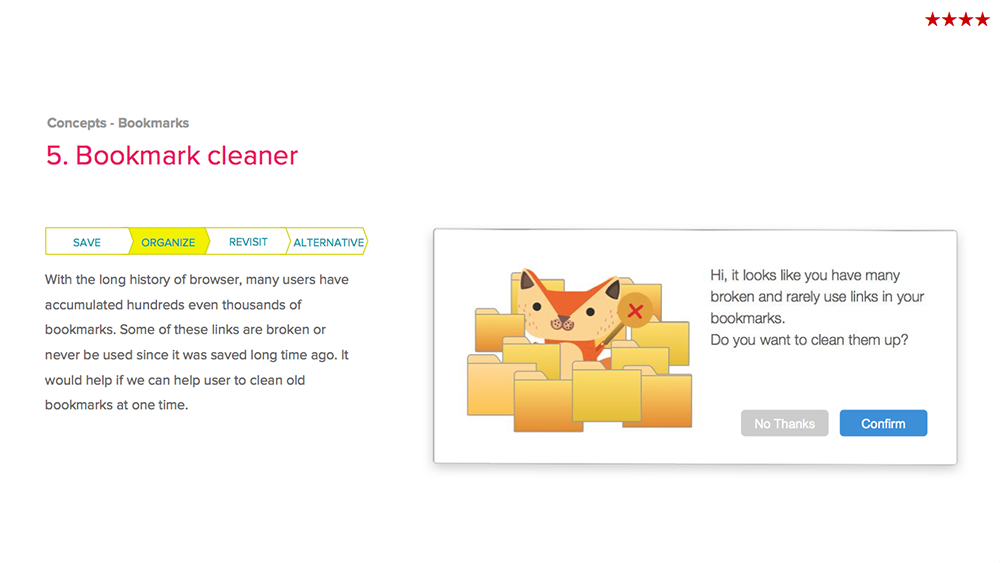 Concepts - Bookmarks
5. Bookmark cleaner
SAVE
ORGANIZE
REVISIT
ALTERNATIVE
With the long history of browser, many users have
accumulated hundreds even thousands of
bookmarks. Some of these links are broken or
never be used since it was saved long time ago. It
would help if we can help user to clean old
bookmarks at one time.
Hi, it looks like you have many
broken and rarely use links in your
bookmarks.
Do you want to clean them up?
No Thanks
Confirm